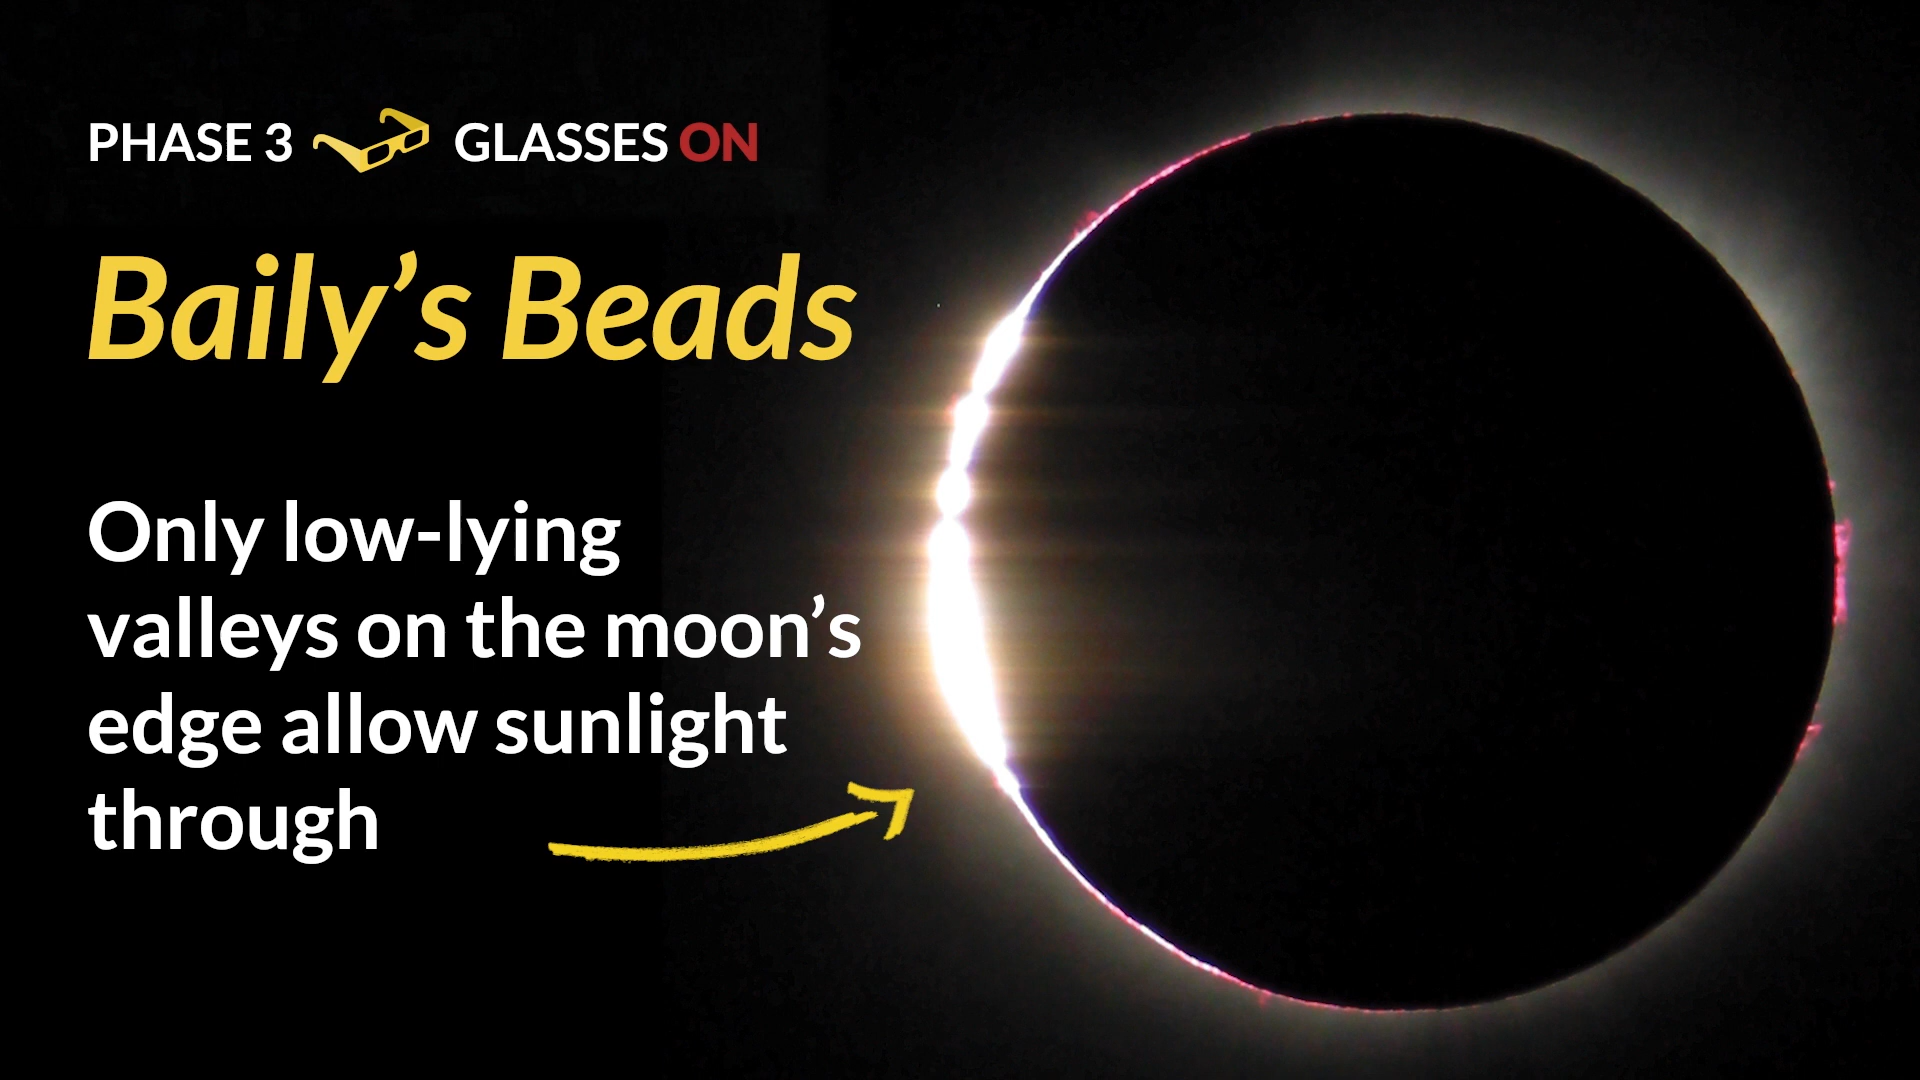 PHASE 3 GLASSES ON
Baily’s Beads
Only low-lying
valleys on the moon’s
edge allow sunlight
through